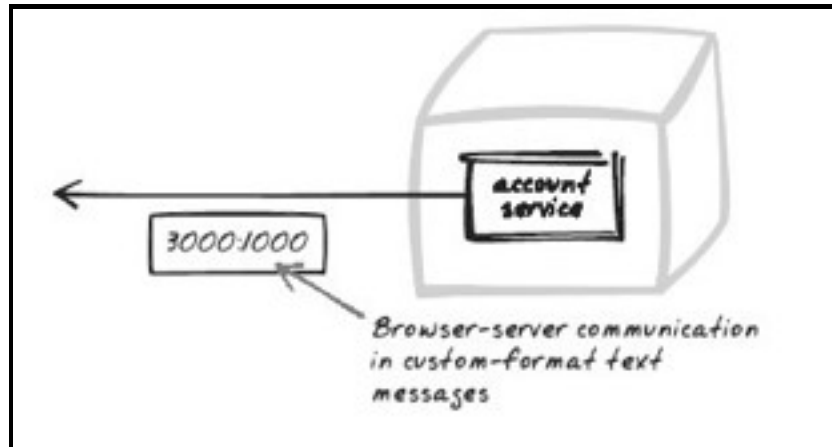 account
service
3000:1000
Browser-server communication
in custom-format text
messages